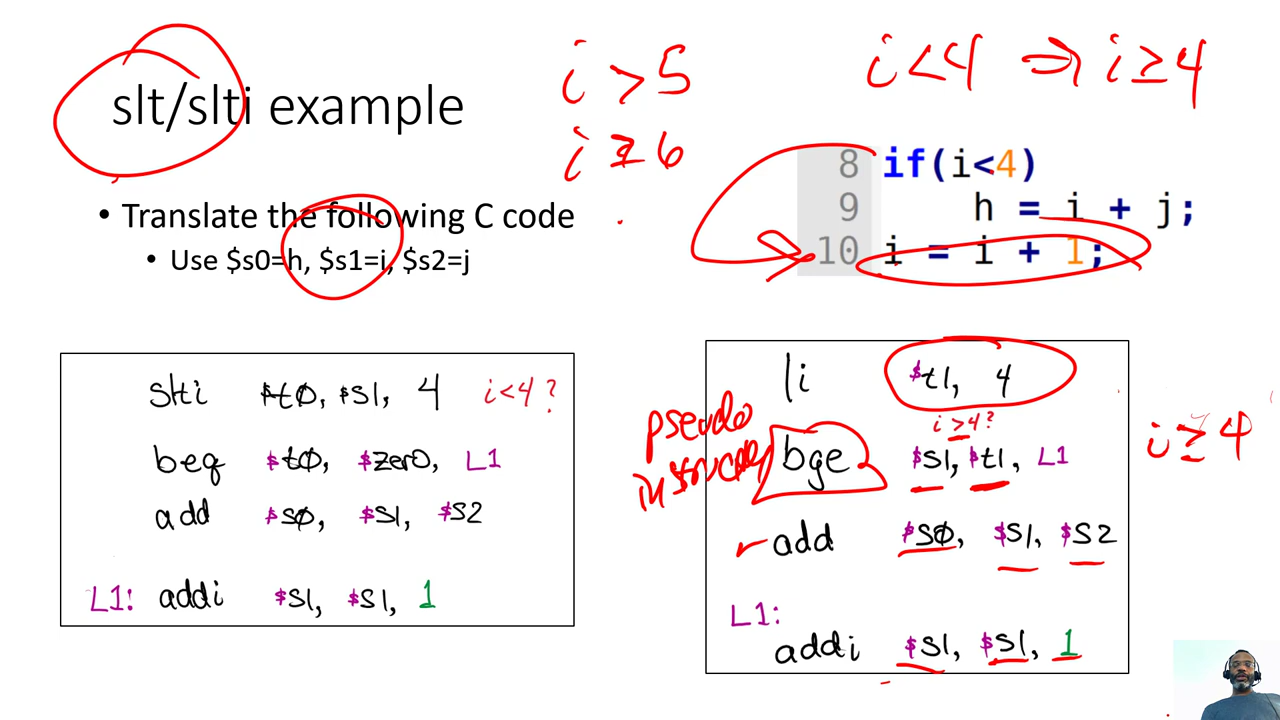 slt/slti example
i > 5
i ≥ 6
i < 4 ⇒ i ≥ 4
• Translate the following C code
• Use $s0=h, $s1=i, $s2=j
8 if(i<4)
9 h = i + j;
10 i = i + 1;
slti $t0, $s1, 4 i<4?
beq $t0, $zero, L1
add $s0, $s1, $s2
L1: addi $s1, $s1, 1
li $t1, 4
i ≥ 4?
pseudo
bge $s1, $t1, L1
i ≥ 4
add $s0, $s1, $s2
L1:
addi $s1, $s1, 1